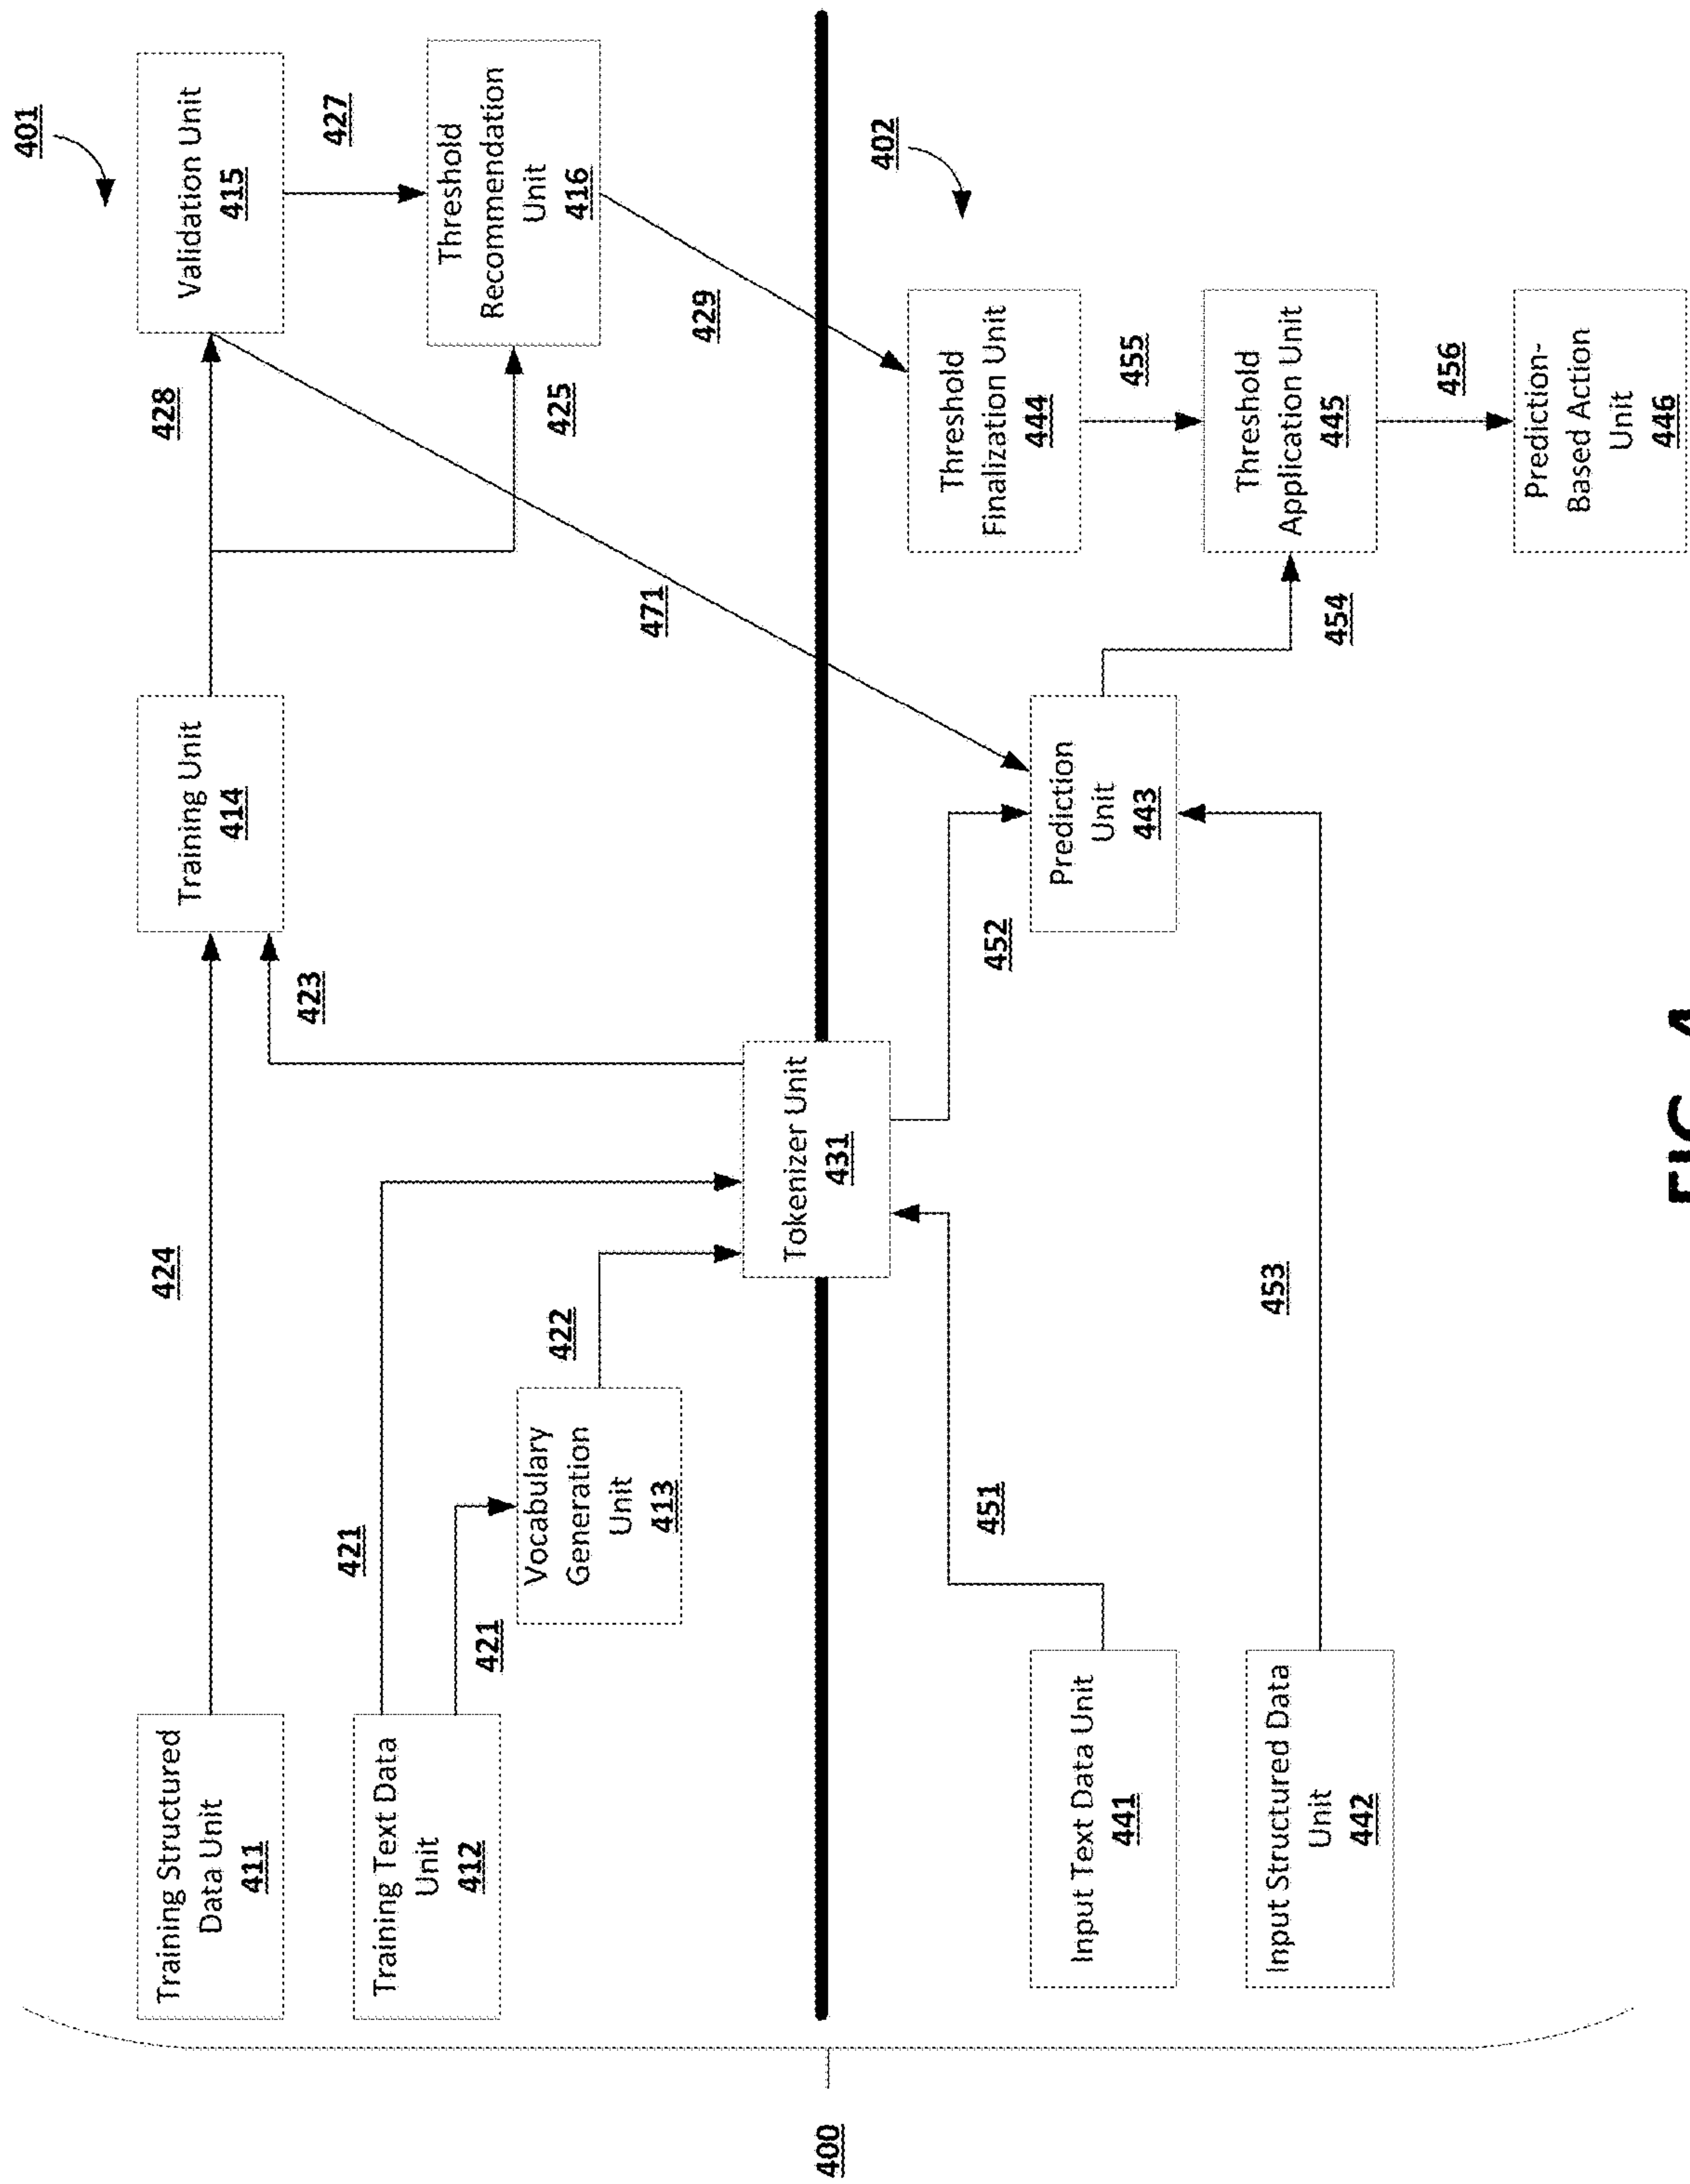 401
Training Structured
Data Unit
411
424
Training Unit
414
428
Validation Unit
415
423
427
Training Text Data
Unit
412
421
421
Vocabulary
Generation
Unit
413
422
425
Threshold
Recommendation
Unit
416
471
429
400
Tokenizer Unit
431
402
451
452
Input Text Data Unit
441
Prediction
Unit
443
Threshold
Finalization Unit
444
455
453
454
Input Structured Data
Unit
442
Threshold
Application Unit
445
456
Prediction-
Based Action
Unit
446